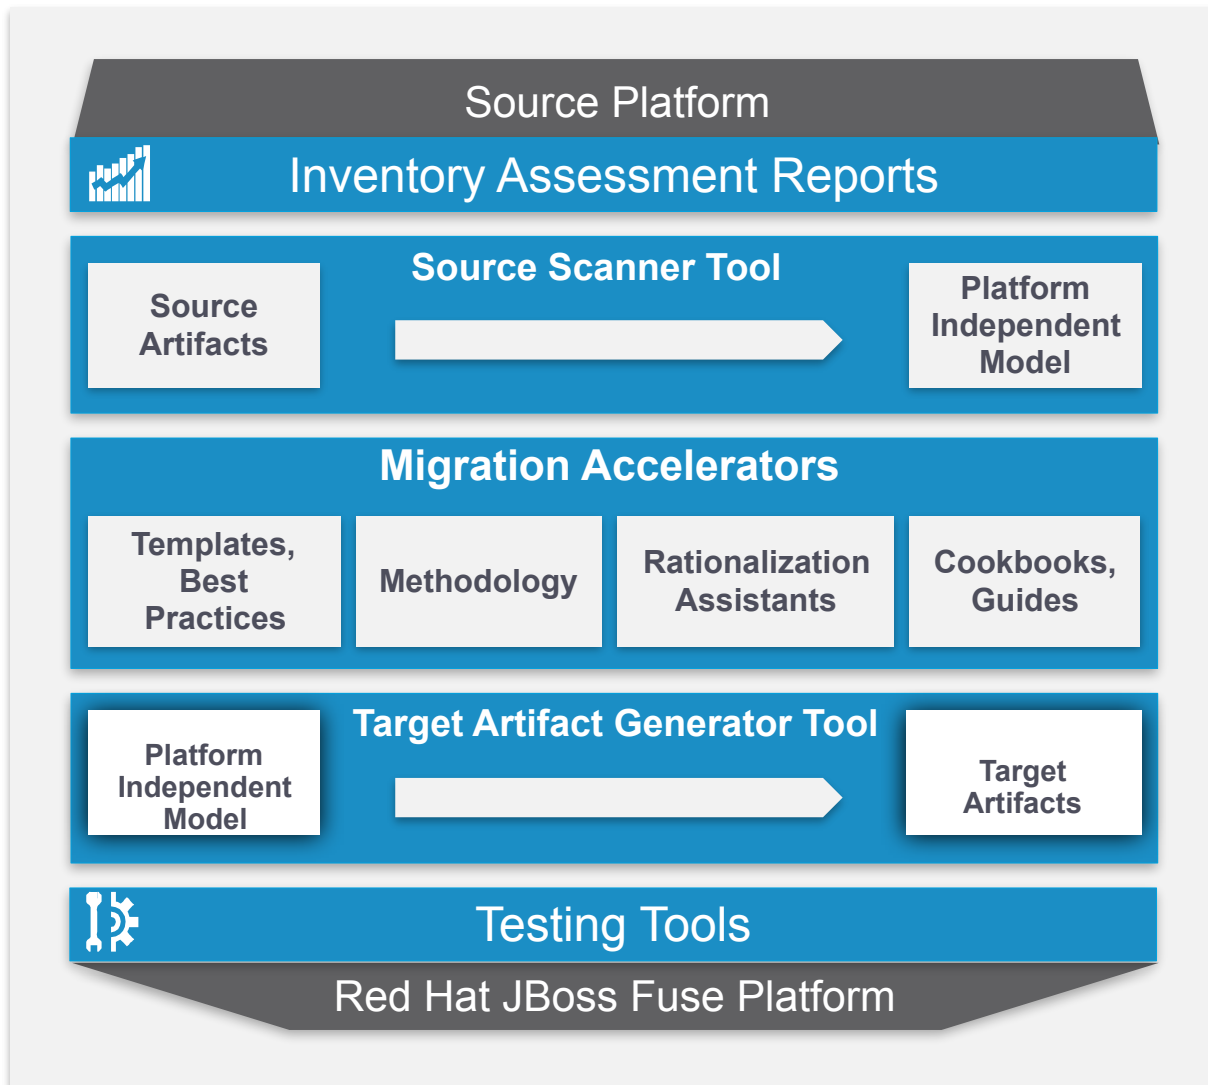 Source Platform
Inventory Assessment Reports
Source Scanner Tool
Source
Artifacts
Platform
Independent
Model
Migration Accelerators
Templates,
Best
Practices
Methodology
Rationalization
Assistants
Cookbooks,
Guides
Target Artifact Generator Tool
Platform
Independent
Model
Target
Artifacts
Testing Tools
Red Hat JBoss Fuse Platform